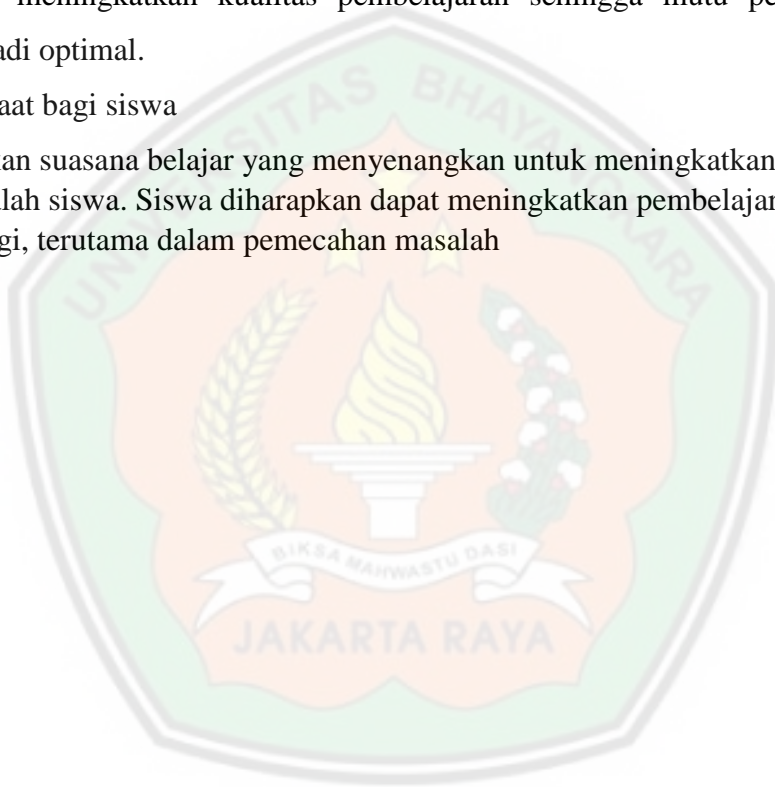 meningkatkan kualitas pembelajaran sehingga mutu pe
adi optimal.
aat bagi siswa
kan suasana belajar yang menyenangkan untuk meningkatkan
lah siswa. Siswa diharapkan dapat meningkatkan pembelajar
gi, terutama dalam pemecahan masalah
UNIVERSITAS BHAYANGKARA
BIKSA MAHWASTU DASI
JAKARTA RAYA